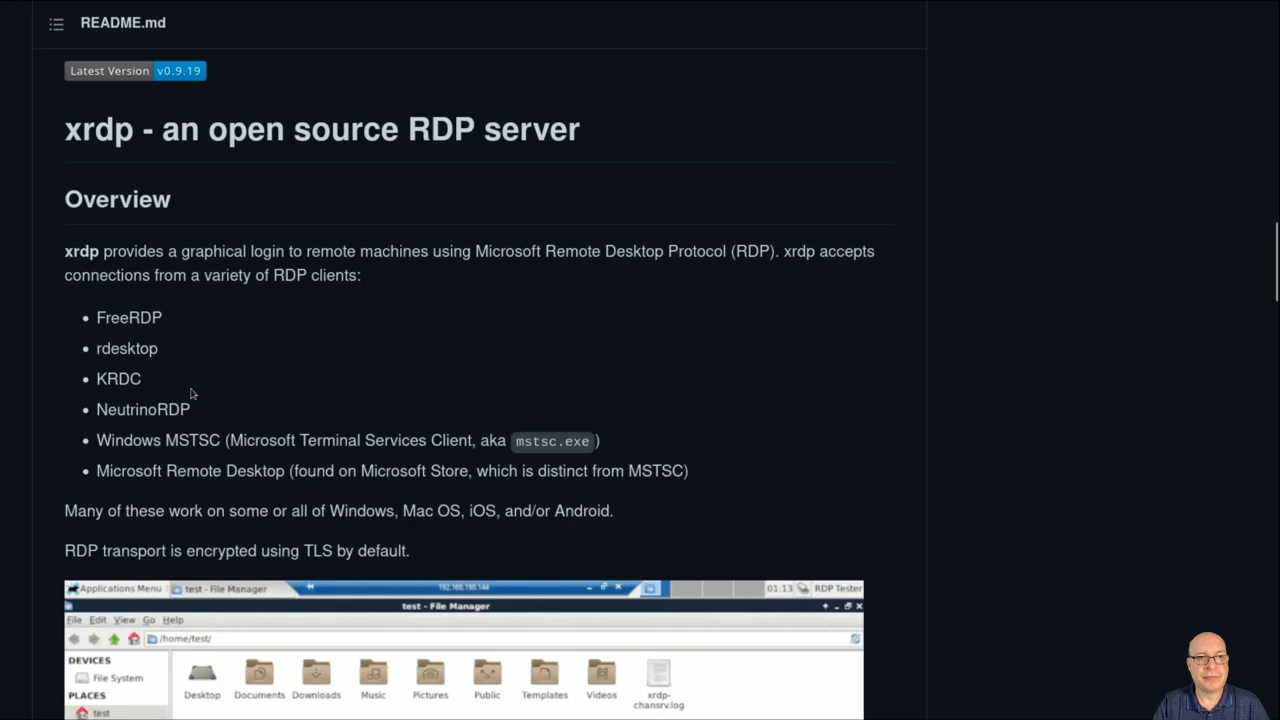 README.md
Latest Version v0.9.19
xrdp - an open source RDP server
Overview
xrdp provides a graphical login to remote machines using Microsoft Remote Desktop Protocol (RDP). xrdp accepts
connections from a variety of RDP clients:
FreeRDP
rdesktop
KRDC
NeutrinoRDP
Windows MSTSC (Microsoft Terminal Services Client, aka mstsc.exe)
Microsoft Remote Desktop (found on Microsoft Store, which is distinct from MSTSC)
Many of these work on some or all of Windows, Mac OS, iOS, and/or Android.
RDP transport is encrypted using TLS by default.
Applications Menu test - File Manager 192.168.198.144 01:13 RDP Tester
test - File Manager
File Edit View Go Help
/home/test/
DEVICES
File System
PLACES
test
Desktop Documents Downloads Music Pictures Public Templates Videos xrdp-
chansrv.log